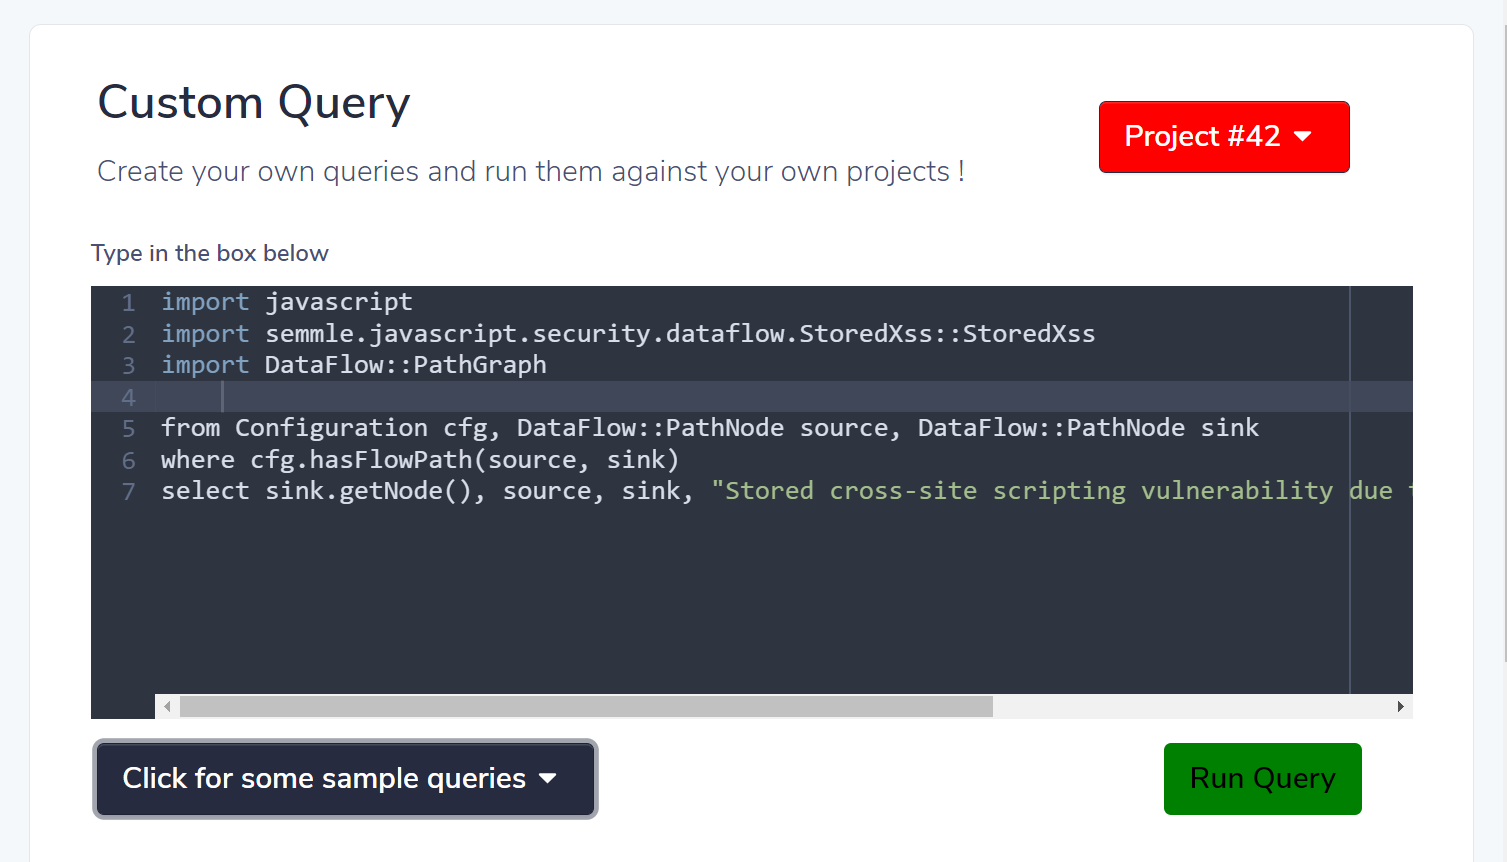 Custom Query
Project #42
Create your own queries and run them against your own projects !
Type in the box below
1 import javascript
2 import semmle.javascript.security.dataflow.StoredXss::StoredXss
3 import DataFlow::PathGraph
4
5 from Configuration cfg, DataFlow::PathNode source, DataFlow::PathNode sink
6 where cfg.hasFlowPath(source, sink)
7 select sink.getNode(), source, sink, "Stored cross-site scripting vulnerability due
Click for some sample queries
Run Query